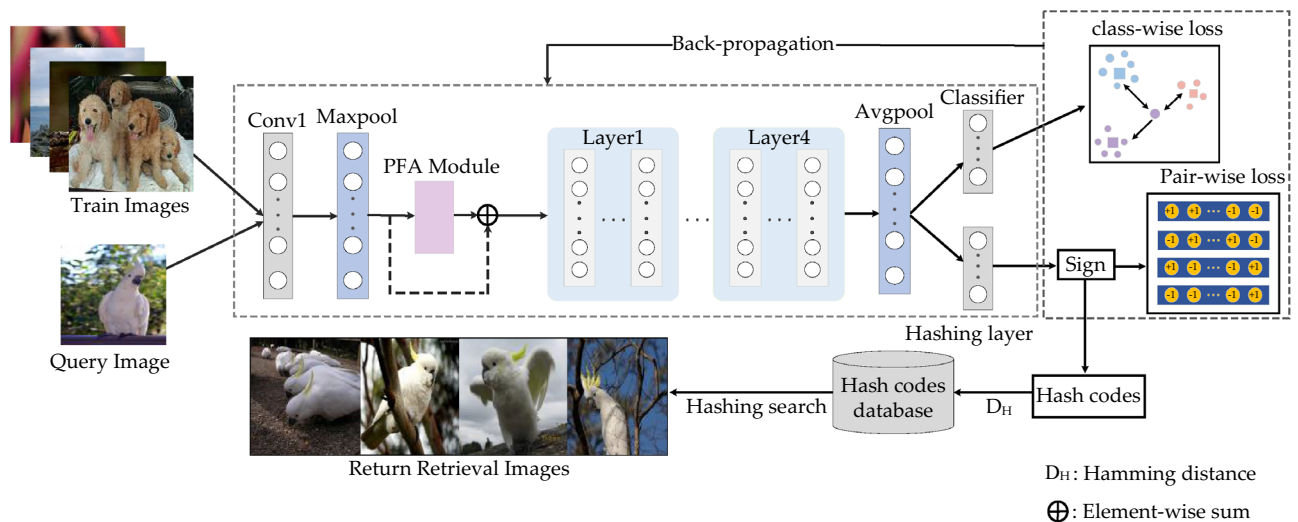 class-wise loss
Back-propagation
Classifier
Avgpool
Maxpool
Conv1
Layer1
Layer4
PFA Module
Pair-wise loss
Train Images
+1 +1 ··· -1 -1
-1 +1 ··· +1 -1
+1 -1 ··· -1 +1
-1 -1 ··· -1 +1
Sign
Hashing layer
Query Image
Hash codes
database
Hash codes
Hashing search
DH
Return Retrieval Images
DH: Hamming distance
⊕: Element-wise sum